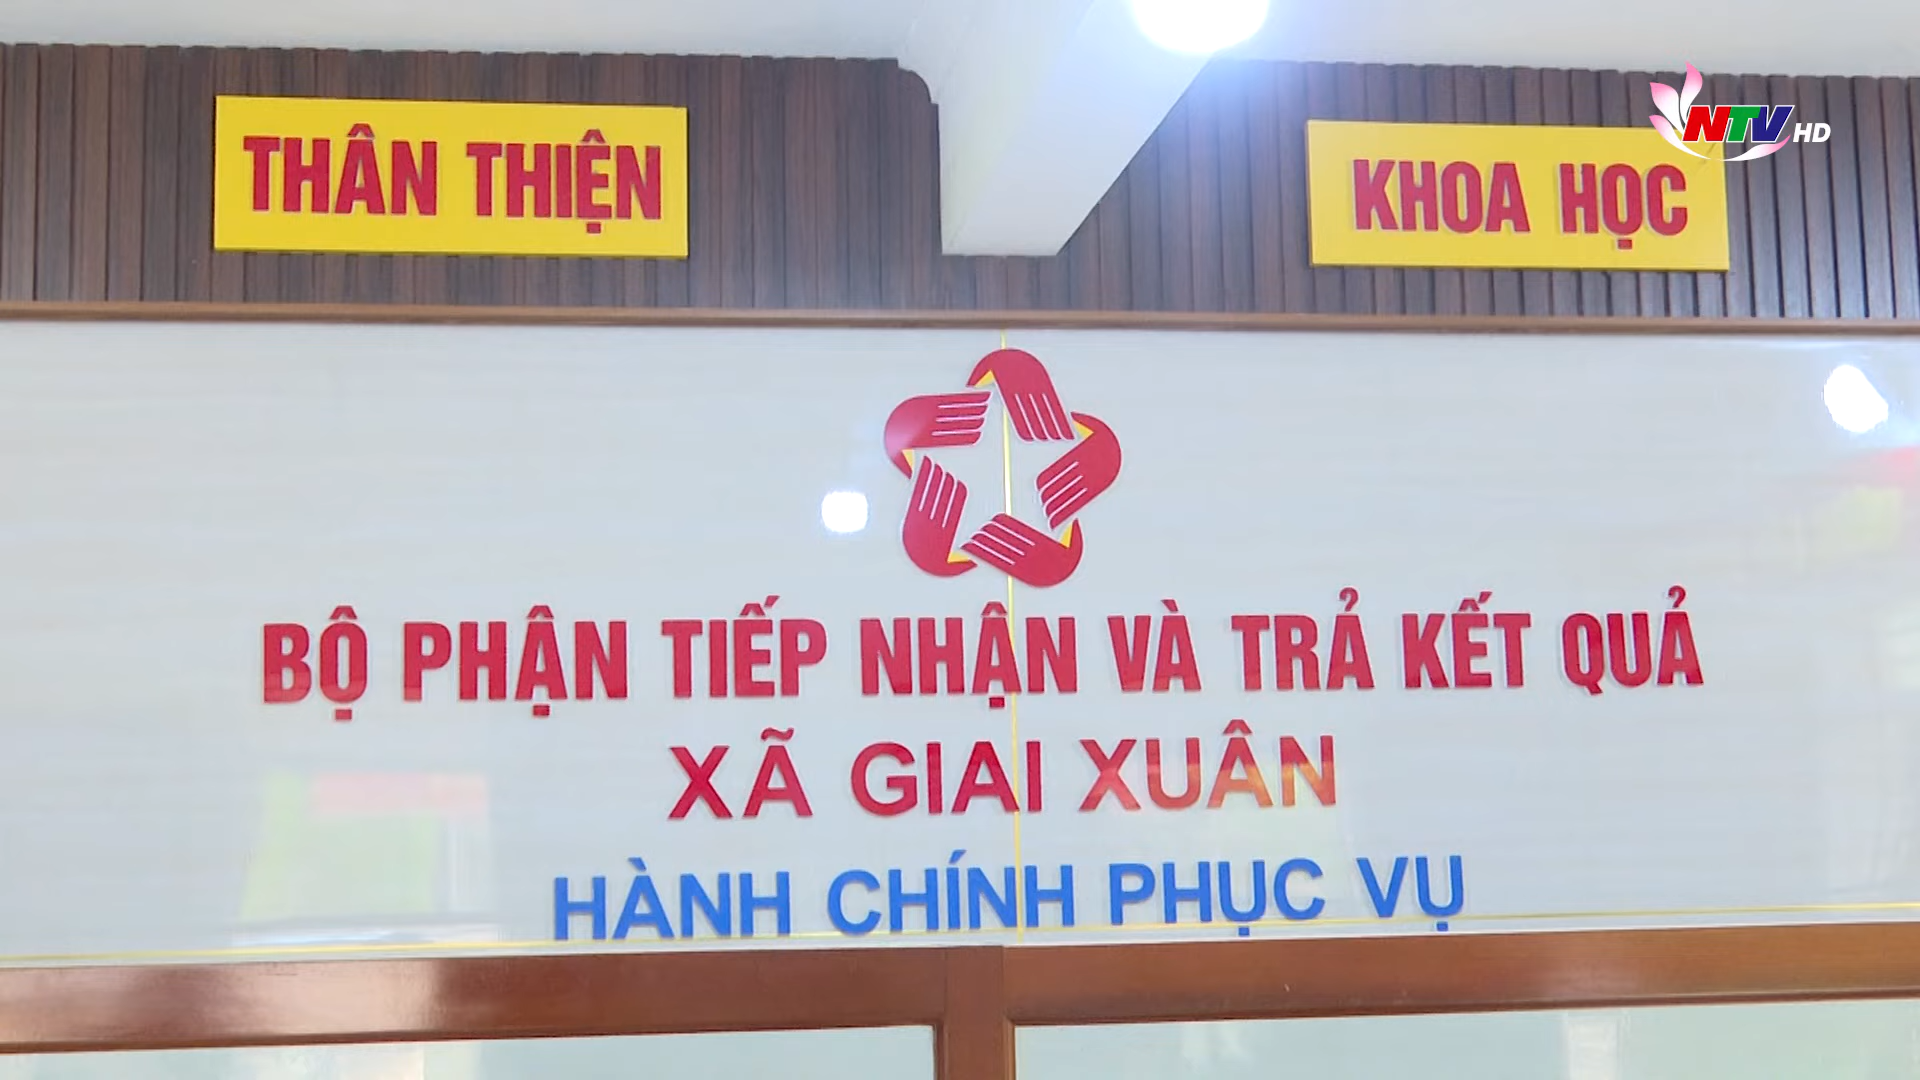 THÂN THIỆN
KHOA HỌC
NTV HD
BỘ PHẬN TIẾP NHẬN VÀ TRẢ KẾT QUẢ
XÃ GIAI XUÂN
HÀNH CHÍNH PHỤC VỤ